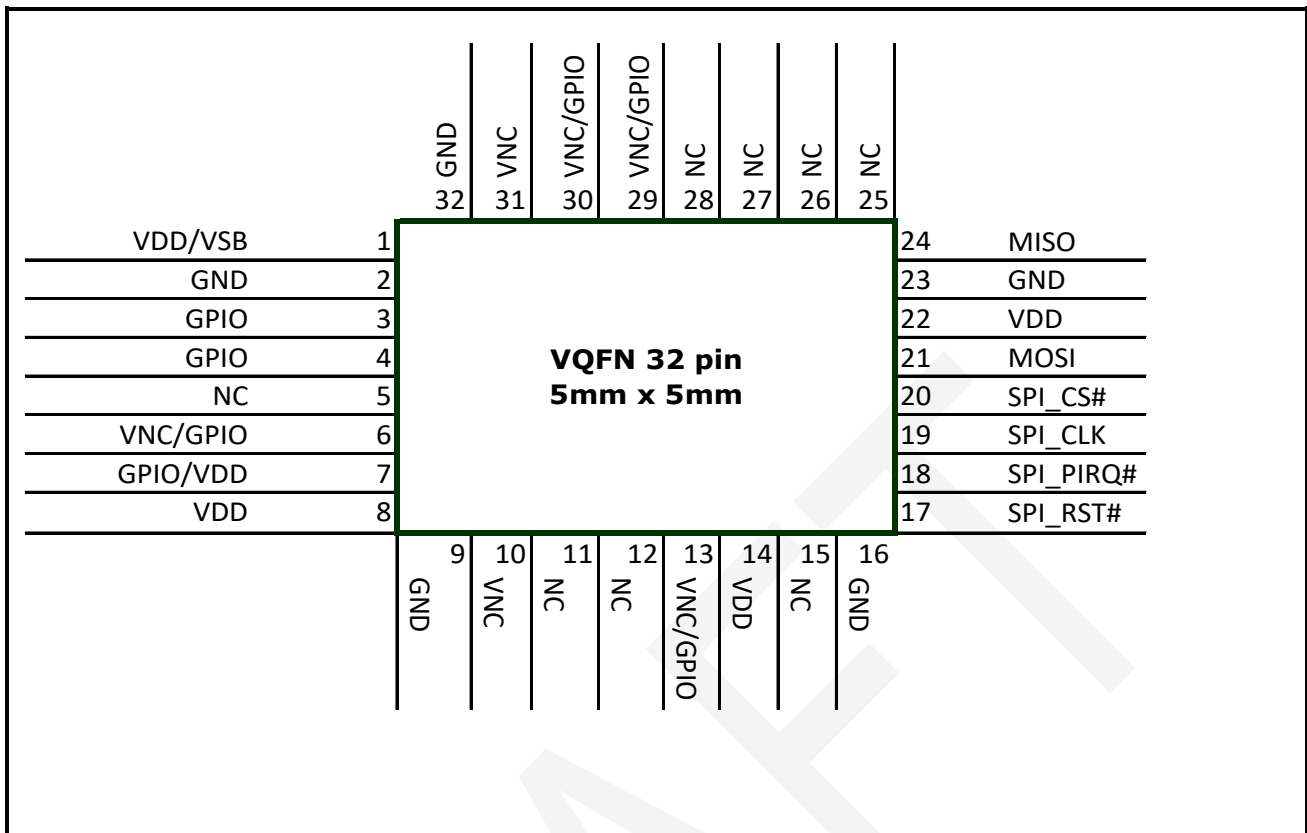 GND
VNC
VNC/GPIO
VNC/GPIO
NC
NC
NC
NC
32 31 30 29 28 27 26 25
VDD/VSB 1
GND 2
GPIO 3
GPIO 4
NC 5
VNC/GPIO 6
GPIO/VDD 7
VDD 8
VQFN 32 pin
5mm x 5mm
24 MISO
23 GND
22 VDD
21 MOSI
20 SPI_CS#
19 SPI_CLK
18 SPI_PIRQ#
17 SPI_RST#
9 10 11 12 13 14 15 16
GND
VNC
NC
NC
VNC/GPIO
VDD
NC
GND